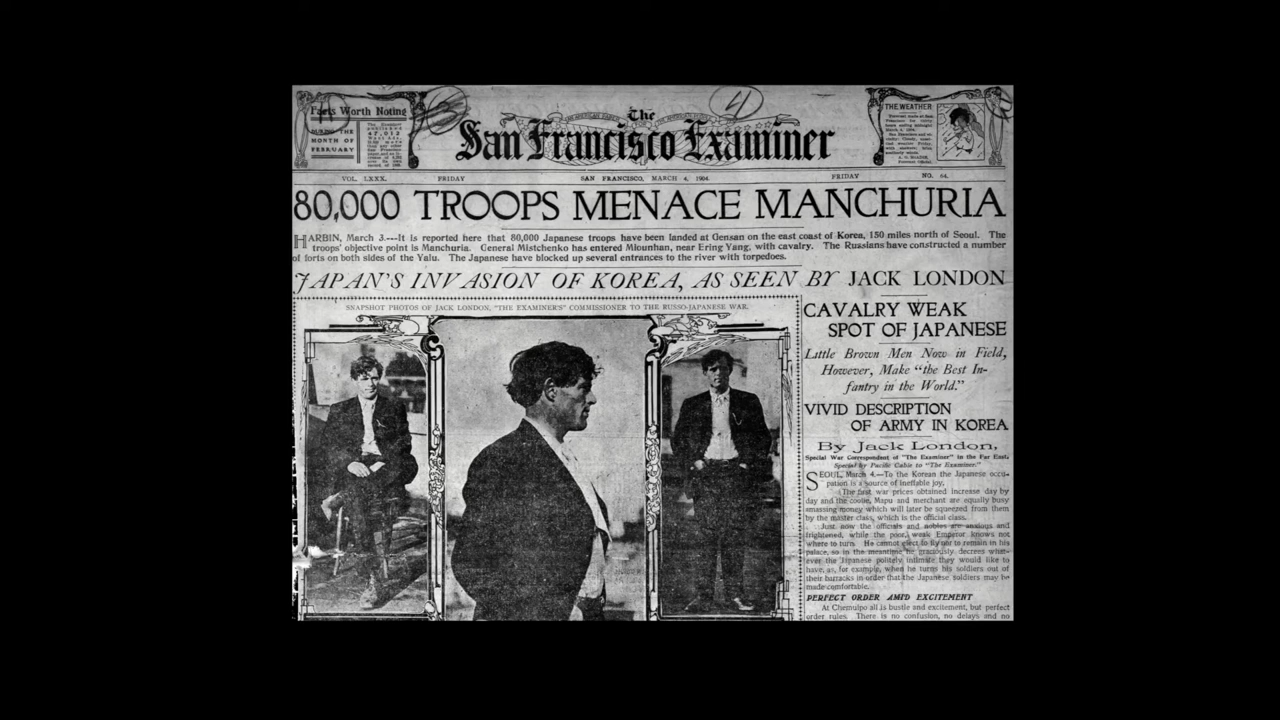 Facts Worth Noting
MONTH OF
FEBRUARY
The Examiner
published
47,013
4
THE WEATHER
The
San Francisco Examiner
VOL. LXXX. FRIDAY SAN FRANCISCO, MARCH 4, 1904. FRIDAY NO. 64.
80,000 TROOPS MENACE MANCHURIA
HARBIN, March 3.---It is reported here that 80,000 Japanese troops have been landed at Gensan on the east coast of Korea, 150 miles north of Seoul. The
troops' objective point is Manchuria. General Mistchenko has entered Miounhan, near Ering Yang, with cavalry. The Russians have constructed a number
of forts on both sides of the Yalu. The Japanese have blocked up several entrances to the river with torpedoes.
JAPAN'S INVASION OF KOREA, AS SEEN BY JACK LONDON
SNAPSHOT PHOTOS OF JACK LONDON, "THE EXAMINER'S" COMMISSIONER TO THE RUSSO-JAPANESE WAR.
CAVALRY WEAK
SPOT OF JAPANESE
Little Brown Men Now in Field,
However, Make "the Best In-
fantry in the World."
VIVID DESCRIPTION
OF ARMY IN KOREA
By Jack London,
Special War Correspondent of "The Examiner" in the Far East.
Special by Pacific Cable to "The Examiner."
SEOUL, March 4.—To the Korean the Japanese occu-
pation is a source of ineffable joy,
The first war prices obtained increase day by
day and the coolie, Mapu and merchant are equally busy
amassing money which will later be squeezed from them
by the master class, which is the official class.
Just now the officials and nobles are anxious and
frightened, while the poor, weak Emperor knows not
where to turn. He cannot elect to fly nor to remain in his
palace, so in the meantime he graciously decrees what-
ever the Japanese politely intimate they would like to
have, as, for example, when he turns his soldiers out of
their barracks in order that the Japanese soldiers may be
made comfortable.
PERFECT ORDER AMID EXCITEMENT
At Chemulpo all is bustle and excitement, but perfect
order rules. There is no confusion, no delays and no